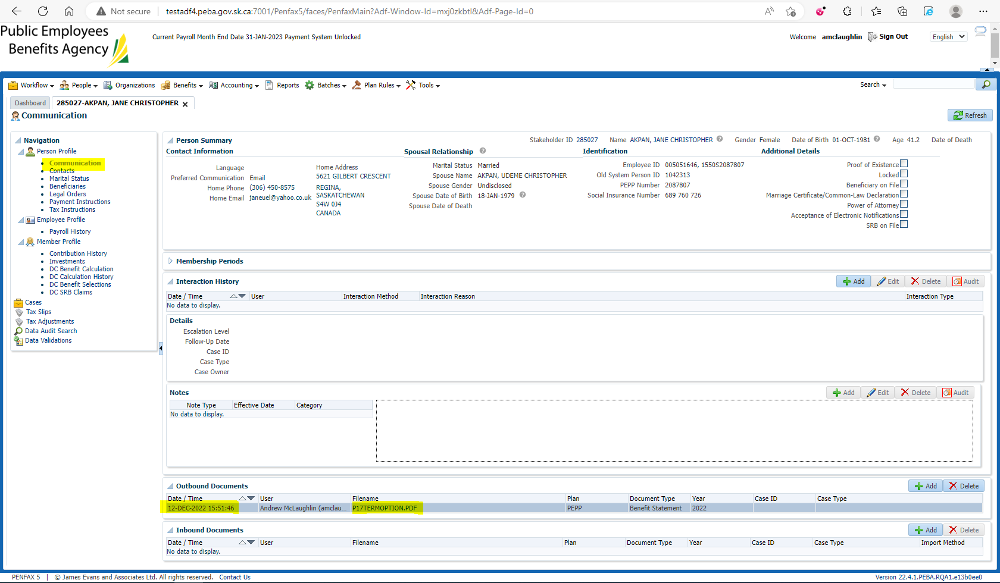 Not secure | testadf4.peba.gov.sk.ca:7001/Penfax5/faces/PenfaxMain?Adf-Window-Id=mxj0zkbtl&Adf-Page-Id=0
Public Employees
Benefits Agency
Current Payroll Month End Date 31-JAN-2023 Payment System Unlocked
Welcome amclaughlin Sign Out English
Workflow People Organizations Benefits Accounting Reports Batches Plan Rules Tools Search
Dashboard 285027-AKPAN, JANE CHRISTOPHER
Communication
Refresh
Navigation
Person Profile
Communication
Contacts
Marital Status
Beneficiaries
Legal Orders
Payment Instructions
Tax Instructions
Employee Profile
Payroll History
Member Profile
Contribution History
Investments
DC Benefit Calculation
DC Calculation History
DC Benefit Selections
DC SRB Claims
Cases
Tax Slips
Tax Adjustments
Data Audit Search
Data Validations
Person Summary
Stakeholder ID 285027 Name AKPAN, JANE CHRISTOPHER Gender Female Date of Birth 01-OCT-1981 Age 41.2 Date of Death
Contact Information
Language
Preferred Communication Email
Home Phone (306) 450-8575
Home Email janeuel@yahoo.co.uk
Home Address
5621 GILBERT CRESCENT
REGINA,
SASKATCHEWAN
S4W 0J4
CANADA
Spousal Relationship
Marital Status Married
Spouse Name AKPAN, UDEME CHRISTOPHER
Spouse Gender Undisclosed
Spouse Date of Birth 18-JAN-1979
Spouse Date of Death
Identification
Employee ID 005051646, 1550S2087807
Old System Person ID 1042313
PEPP Number 2087807
Social Insurance Number 689 760 726
Additional Details
Proof of Existence
Locked
Beneficiary on File
Marriage Certificate/Common-Law Declaration
Power of Attorney
Acceptance of Electronic Notifications
SRB on File
Membership Periods
Interaction History
Add Edit Delete Audit
Date / Time User Interaction Method Interaction Reason Interaction Type
No data to display.
Details
Escalation Level
Follow-Up Date
Case ID
Case Type
Case Owner
Notes
Add Edit Delete Audit
Note Type Effective Date Category
No data to display.
Outbound Documents
Add Delete
Date / Time User Filename Plan Document Type Year Case ID Case Type
12-DEC-2022 15:51:46 Andrew McLaughlin (amclau... P17TERMOPTION.PDF PEPP Benefit Statement 2022
Inbound Documents
Add Delete
Date / Time User Filename Plan Document Type Year Case ID Case Type Import Method
No data to display.
PENFAX 5 | © James Evans and Associates Ltd. All rights reserved. Contact Us
Version 22.4.1.PEBA.RQA1.e13b0ee0